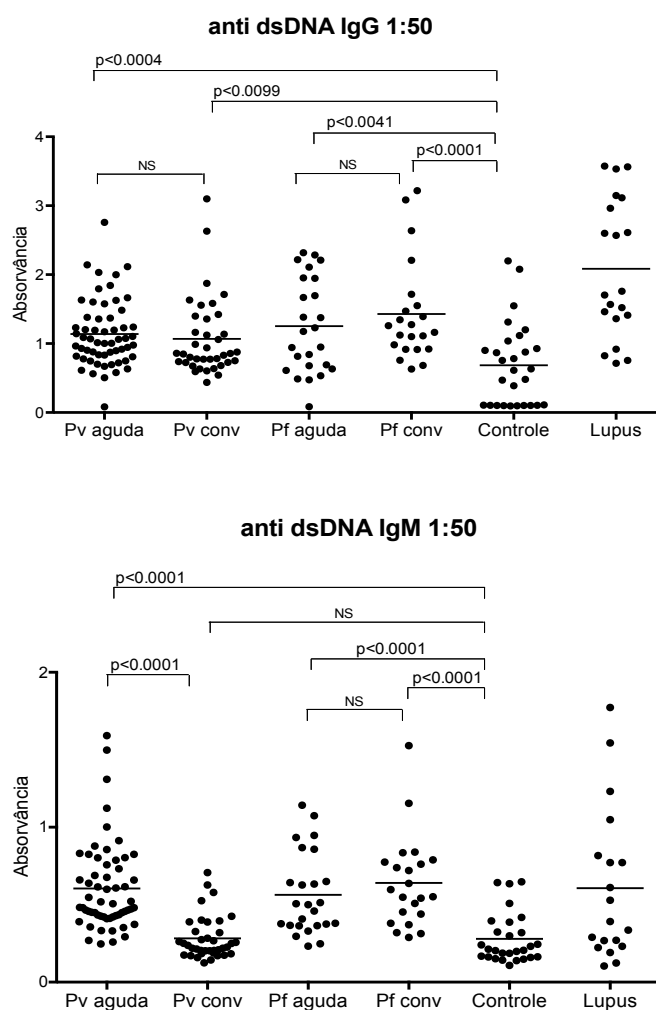 anti dsDNA IgG 1:50
p<0.0004
p<0.0099
p<0.0041
NS
NS
p<0.0001
Absorvância
4
3
2
1
0
Pv aguda Pv conv Pf aguda Pf conv Controle Lupus
anti dsDNA IgM 1:50
p<0.0001
NS
p<0.0001
p<0.0001
p<0.0001
NS
Absorvância
2
1
0
Pv aguda Pv conv Pf aguda Pf conv Controle Lupus